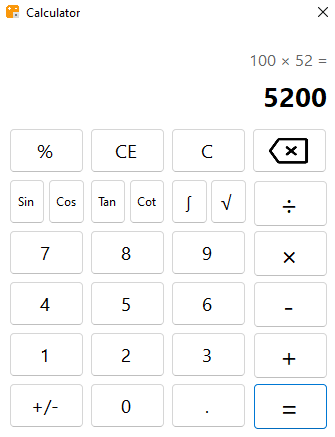 Calculator
100 × 52 =
5200
% CE C
Sin Cos Tan Cot ∫ √ ÷
7 8 9 ×
4 5 6 -
1 2 3 +
+/- 0 . =